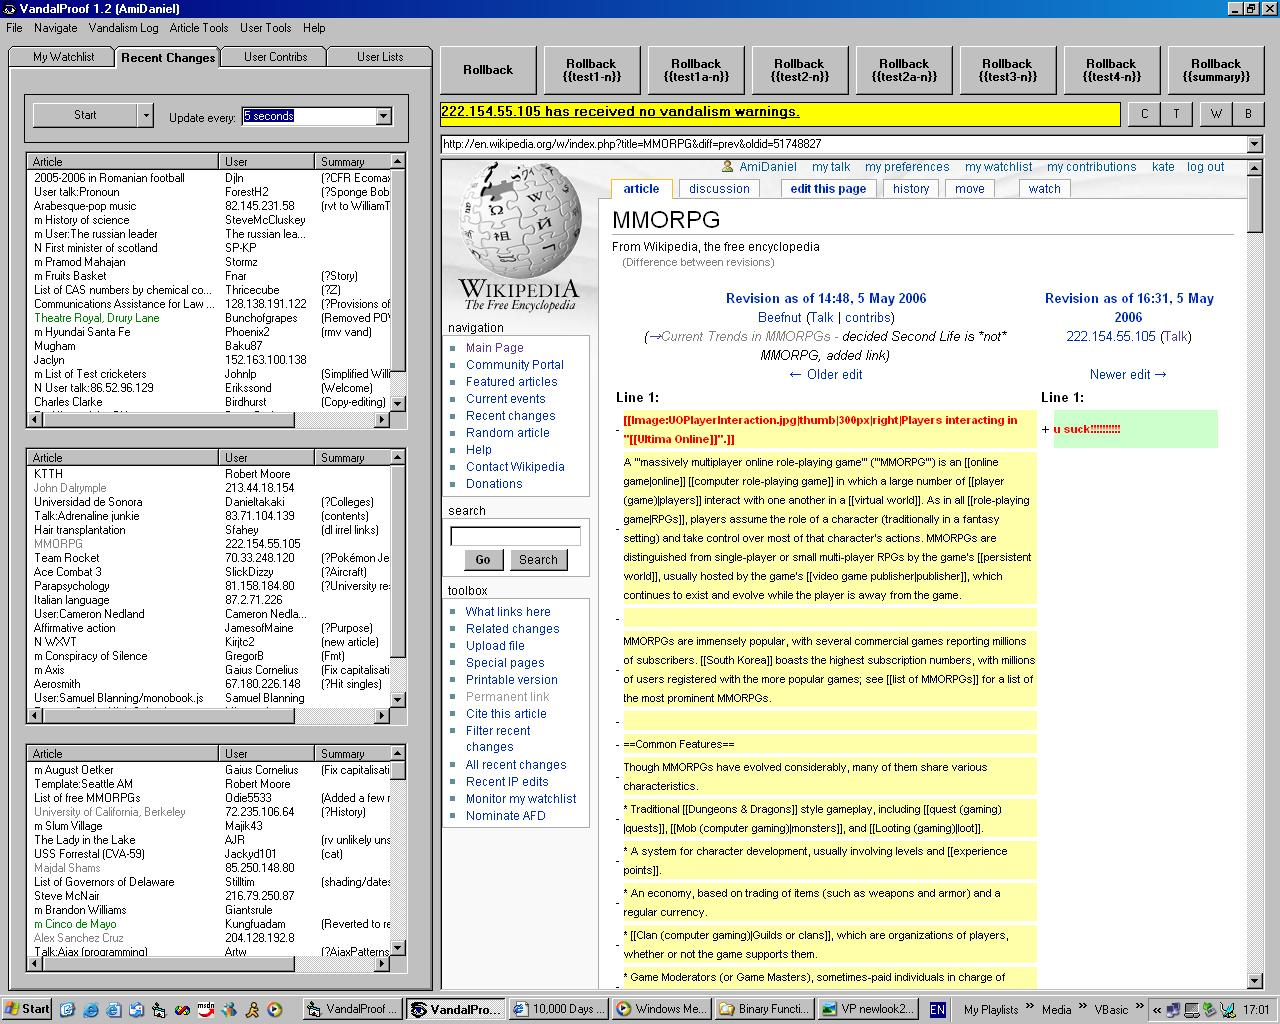 VandalProof 1.2 (AmiDaniel)
File Navigate Vandalism Log Article Tools User Tools Help
My Watchlist Recent Changes User Contribs User Lists
Start Update every: 5 seconds
Article User Summary
2005-2006 in Romanian football Djln (?CFR Ecomax
User talk:Pronoun ForestH2 (?Sponge Bob
Arabesque-pop music 82.145.231.58 (rvt to WilliamT
m History of science SteveMcCluskey
m User:The russian leader The russian lea...
N First minister of scotland SP-KP
m Pramod Mahajan Stormz
m Fruits Basket Fnar (?Story)
List of CAS numbers by chemical co... Thricecube (?Z)
Communications Assistance for Law ... 128.138.191.122 (?Provisions of
Theatre Royal, Drury Lane Bunchofgrapes (Removed POV
m Hyundai Santa Fe Phoenix2 (rmv vand)
Mugham Baku87
Jaclyn 152.163.100.138
m List of Test cricketers Johnlp (Simplified Willi
N User talk:86.52.96.129 Erikssond (Welcome)
Charles Clarke Birdhurst (Copy-editing)
Article User Summary
KTTH Robert Moore
John Dalrymple 213.44.18.154
Universidad de Sonora Danieltakaki (?Colleges)
Talk:Adrenaline junkie 83.71.104.139 (contents)
Hair transplantation Sfahey (dl irrel links)
MMORPG 222.154.55.105
Team Rocket 70.33.248.120 (?Pokémon Je
Ace Combat 3 SlickDizzy (?Aircraft)
Parapsychology 81.158.184.80 (?University re:
Italian language 87.2.71.226
User:Cameron Nedland Cameron Nedla...
Affirmative action JamesofMaine (?Purpose)
N WXVT Kirjtc2 (new article)
m Conspiracy of Silence GregorB (Fmt)
m Axis Gaius Cornelius (Fix capitalisati
Aerosmith 67.180.226.148 (?Hit singles)
User:Samuel Blanning/monobook.js Samuel Blanning
Article User Summary
m August Oetker Gaius Cornelius (Fix capitalisati
Template:Seattle AM Robert Moore
List of free MMORPGs Odie5533 (Added a few r
University of California, Berkeley 72.235.106.64 (?History)
m Slum Village Majik43
The Lady in the Lake AJR (rv unlikely uns
USS Forrestal (CVA-59) Jackyd101 (cat)
Majdal Shams 85.250.148.80
List of Governors of Delaware Stilltim (shading/dates
Steve McNair 216.79.250.87
m Brandon Williams Giantsrule
m Cinco de Mayo Kungfuadam (Reverted to re
Alex Sanchez Cruz 204.128.192.8
Talk:Ajax (programming) Artw (?AjaxPatterns
Rollback Rollback {{test1-n}} Rollback {{test1a-n}} Rollback {{test2-n}} Rollback {{test2a-n}} Rollback {{test3-n}} Rollback {{test4-n}} Rollback {{summary}}
222.154.55.105 has received no vandalism warnings. C T W B
http://en.wikipedia.org/w/index.php?title=MMORPG&diff=prev&oldid=51748827
AmiDaniel my talk my preferences my watchlist my contributions kate log out
article discussion edit this page history move watch
WIKIPEDIA
The Free Encyclopedia
navigation
Main Page
Community Portal
Featured articles
Current events
Recent changes
Random article
Help
Contact Wikipedia
Donations
search
Go Search
toolbox
What links here
Related changes
Upload file
Special pages
Printable version
Permanent link
Cite this article
Filter recent
changes
All recent changes
Recent IP edits
Monitor my watchlist
Nominate AFD
MMORPG
From Wikipedia, the free encyclopedia
(Difference between revisions)
Revision as of 14:48, 5 May 2006
Beefnut (Talk | contribs)
(→Current Trends in MMORPGs - decided Second Life is *not*
MMORPG, added link)
← Older edit
Revision as of 16:31, 5 May
2006
222.154.55.105 (Talk)
Newer edit →
Line 1: Line 1:
- [[Image:UOPlayerInteraction.jpg|thumb|300px|right|Players interacting in
''[[Ultima Online]]''.]]
+ u suck!!!!!!!!!!
- A '''massively multiplayer online role-playing game''' ('''MMORPG''') is an [[online
game|online]] [[computer role-playing game]] in which a large number of [[player
(game)|players]] interact with one another in a [[virtual world]]. As in all [[role-playing
game|RPGs]], players assume the role of a character (traditionally in a fantasy
setting) and take control over most of that character's actions. MMORPGs are
distinguished from single-player or small multi-player RPGs by the game's [[persistent
world]], usually hosted by the game's [[video game publisher|publisher]], which
continues to exist and evolve while the player is away from the game.
-
- MMORPGs are immensely popular, with several commercial games reporting millions
of subscribers. [[South Korea]] boasts the highest subscription numbers, with millions
of users registered with the more popular games; see [[list of MMORPGs]] for a list of
the most prominent MMORPGs.
-
- ==Common Features==
- Though MMORPGs have evolved considerably, many of them share various
characteristics.
- * Traditional [[Dungeons & Dragons]] style gameplay, including [[quest (gaming)
|quests]], [[Mob (computer gaming)|monsters]], and [[Looting (gaming)|loot]].
- * A system for character development, usually involving levels and [[experience
points]].
- * An economy, based on trading of items (such as weapons and armor) and a
regular currency.
- * [[Clan (computer gaming)|Guilds or clans]], which are organizations of players,
whether or not the game supports them.
* Game Moderators (or Game Masters), sometimes-paid individuals in charge of
Start VandalProof ... VandalPro... 10,000 Days ... Windows Me... Binary Functi... VP newlook2... EN My Playlists Media VBasic 17:01